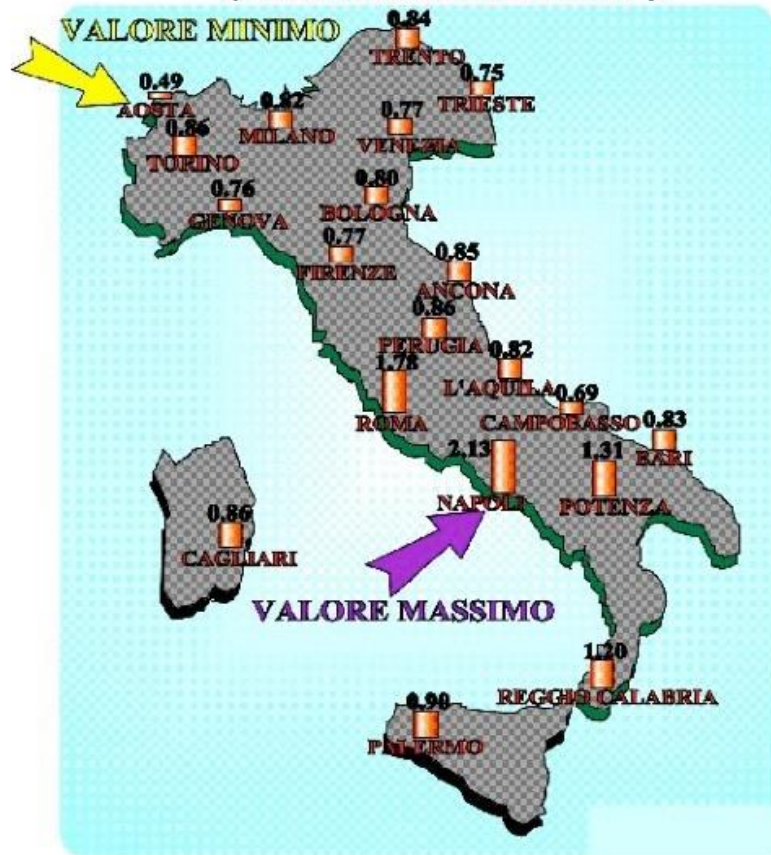 VALORE MINIMO
0.84
TRENTO
0.49
AOSTA
0.75
TRIESTE
0.82
MILANO
0.77
VENEZIA
0.86
TORINO
0.76
GENOVA
0.80
BOLOGNA
0.77
FIRENZE
0.85
ANCONA
0.86
PERUGIA
0.82
L'AQUILA
1.78
ROMA
0.69
CAMPOBASSO
0.83
BARI
2.13
NAPOLI
1.31
POTENZA
0.86
CAGLIARI
VALORE MASSIMO
1.20
REGGIO CALABRIA
0.90
PALERMO